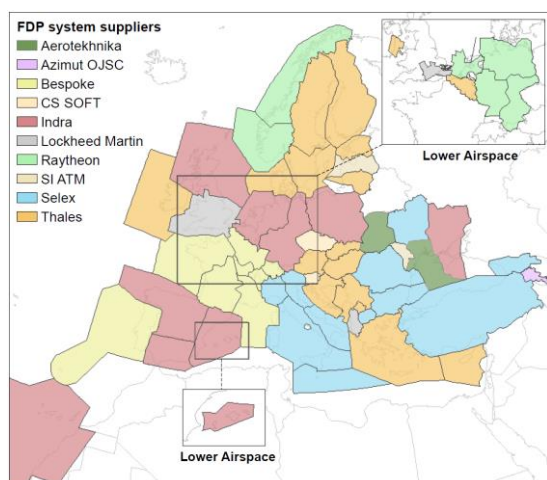 FDP system suppliers
Aerotekhnika
Azimut OJSC
Bespoke
CS SOFT
Indra
Lockheed Martin
Raytheon
SI ATM
Selex
Thales
Lower Airspace
Lower Airspace